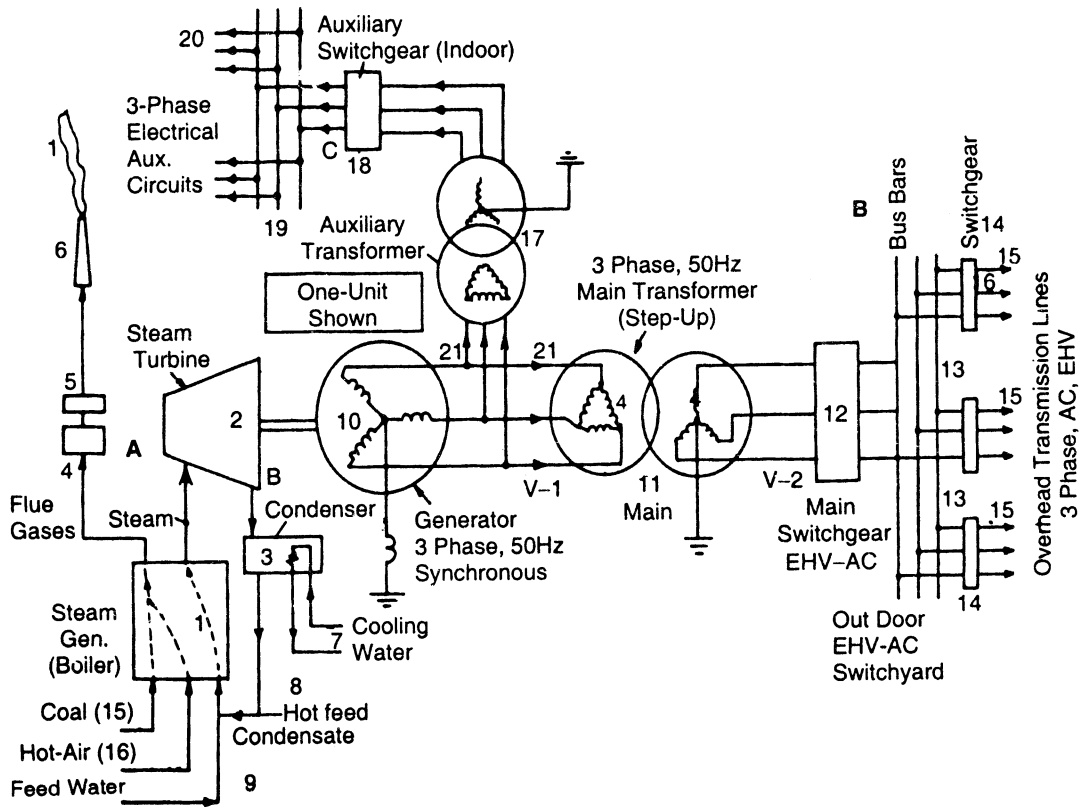 20
Auxiliary
Switchgear (Indoor)
3-Phase
Electrical
Aux.
Circuits
C
18
19
1
6
17
Auxiliary
Transformer
One-Unit
Shown
3 Phase, 50Hz
Main Transformer
(Step-Up)
B
Bus Bars
Switchgear
14
15
6
13
15
13
15
14
Overhead Transmission Lines
3 Phase, AC, EHV
Steam
Turbine
21
21
5
4
A
2
B
10
4
4
12
V–1
11
Main
V–2
Main
Switchgear
EHV–AC
Out Door
EHV-AC
Switchyard
Flue
Gases
Steam
Condenser
3
Generator
3 Phase, 50Hz
Synchronous
Steam
Gen.
(Boiler)
1
7
Cooling
Water
8
Hot feed
Condensate
Coal (15)
Hot-Air (16)
Feed Water
9